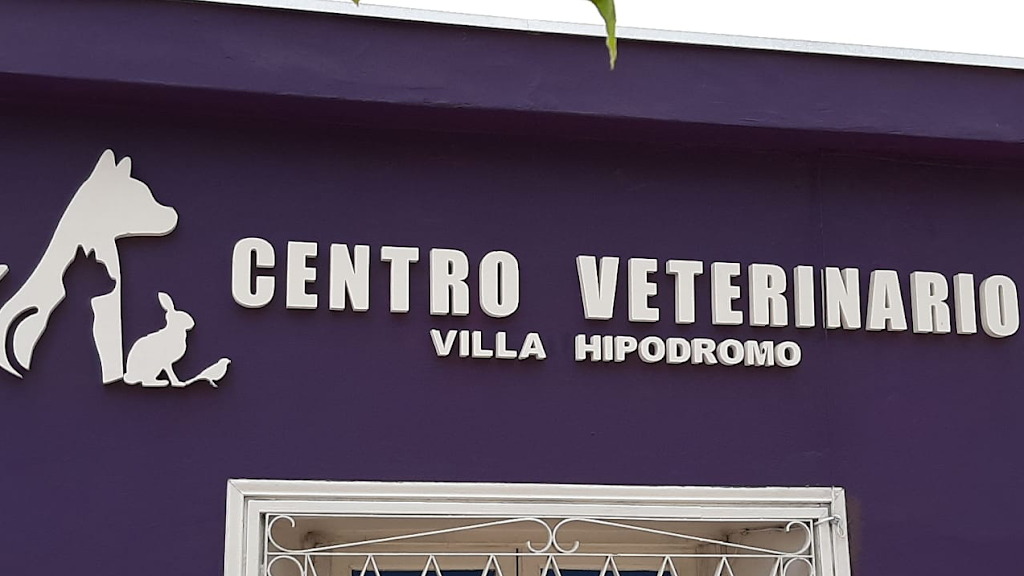 CENTRO VETERINARIO
VILLA HIPODROMO